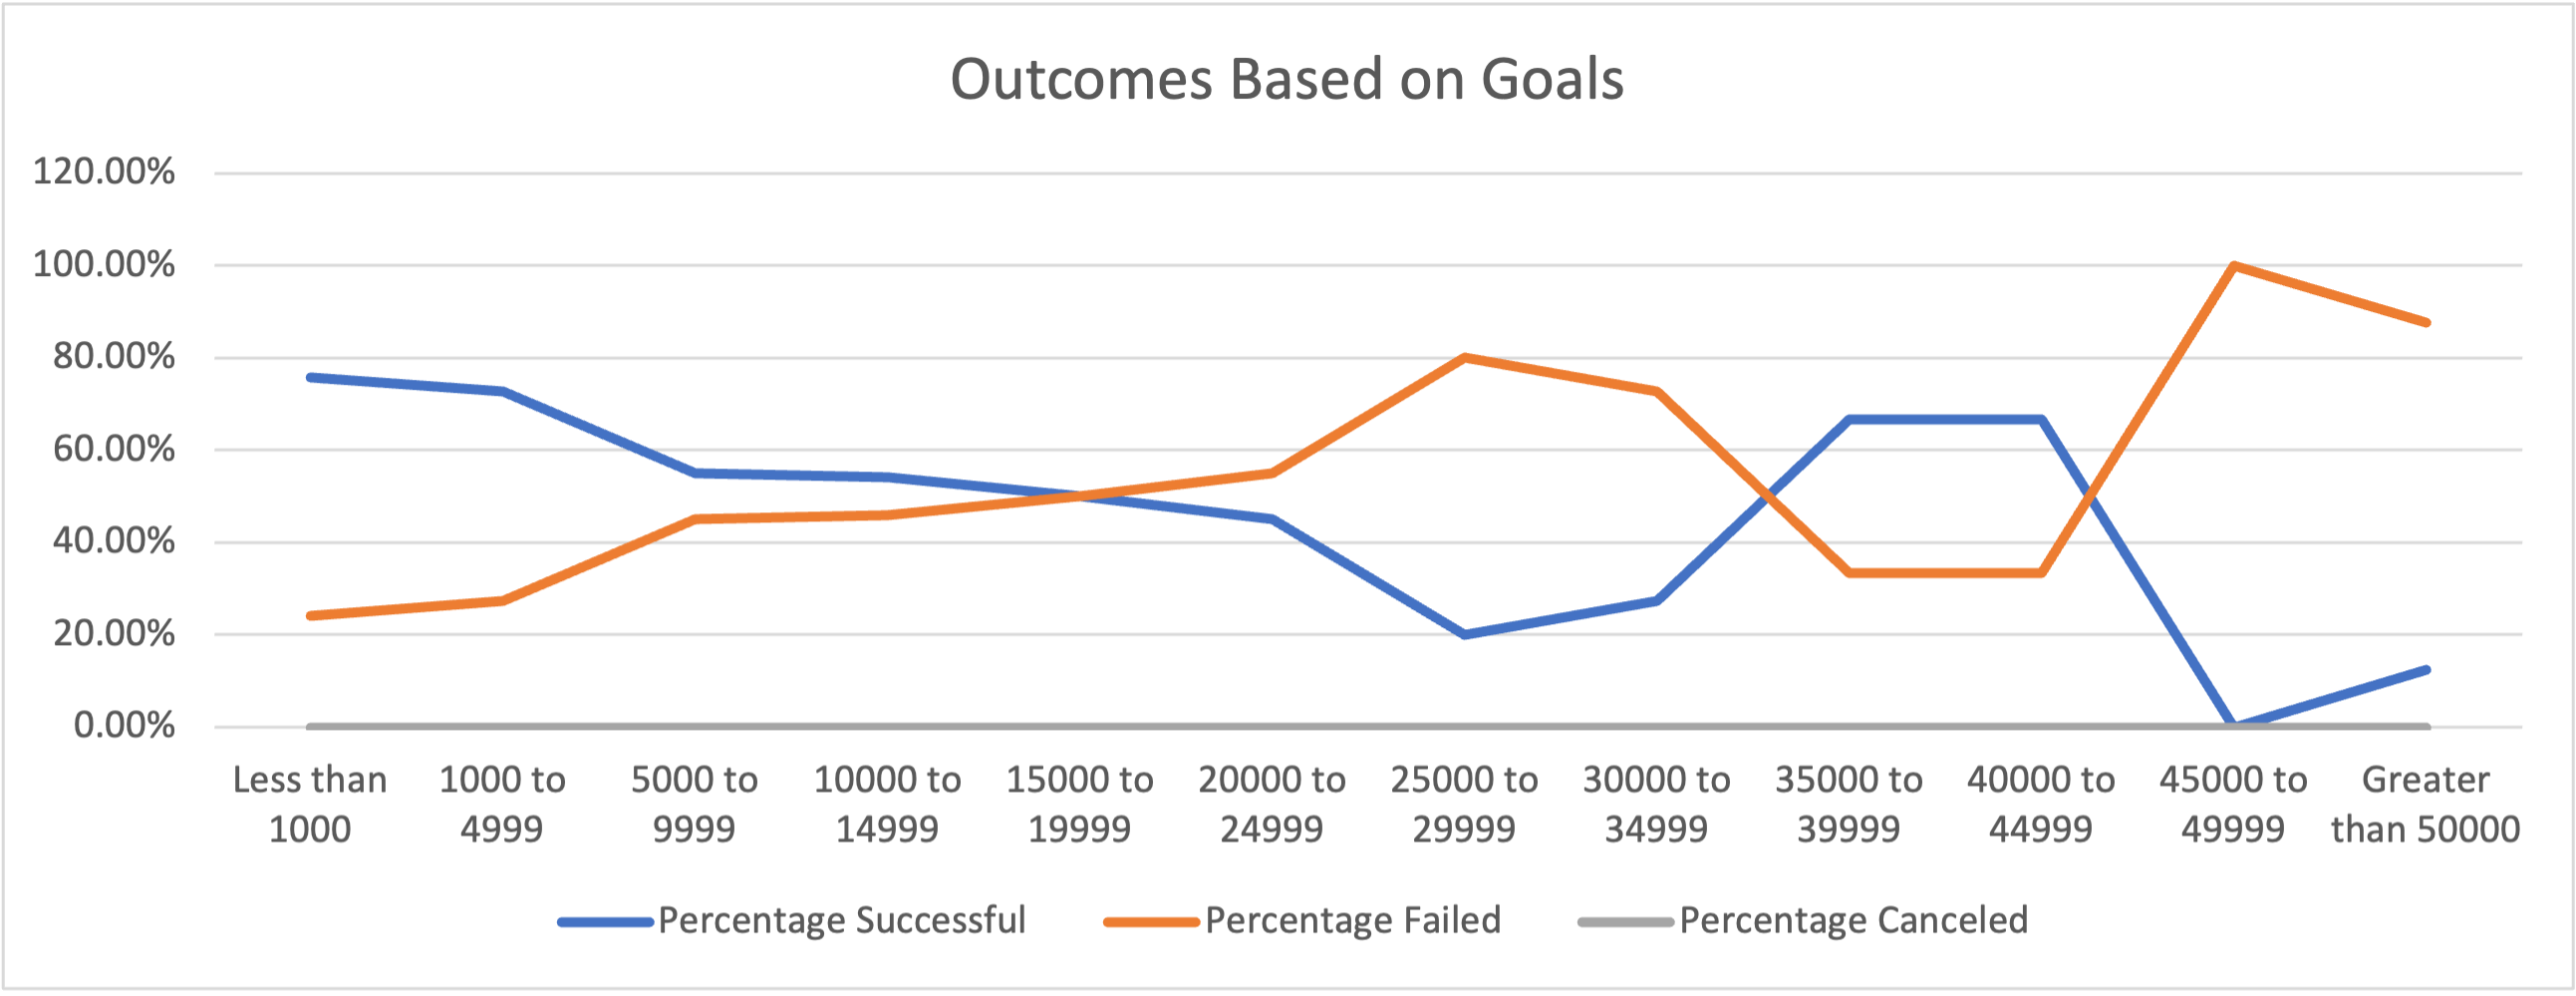 Outcomes Based on Goals
120.00%
100.00%
80.00%
60.00%
40.00%
20.00%
0.00%
Less than
1000
1000 to
4999
5000 to
9999
10000 to
14999
15000 to
19999
20000 to
24999
25000 to
29999
30000 to
34999
35000 to
39999
40000 to
44999
45000 to
49999
Greater
than 50000
Percentage Successful
Percentage Failed
Percentage Canceled